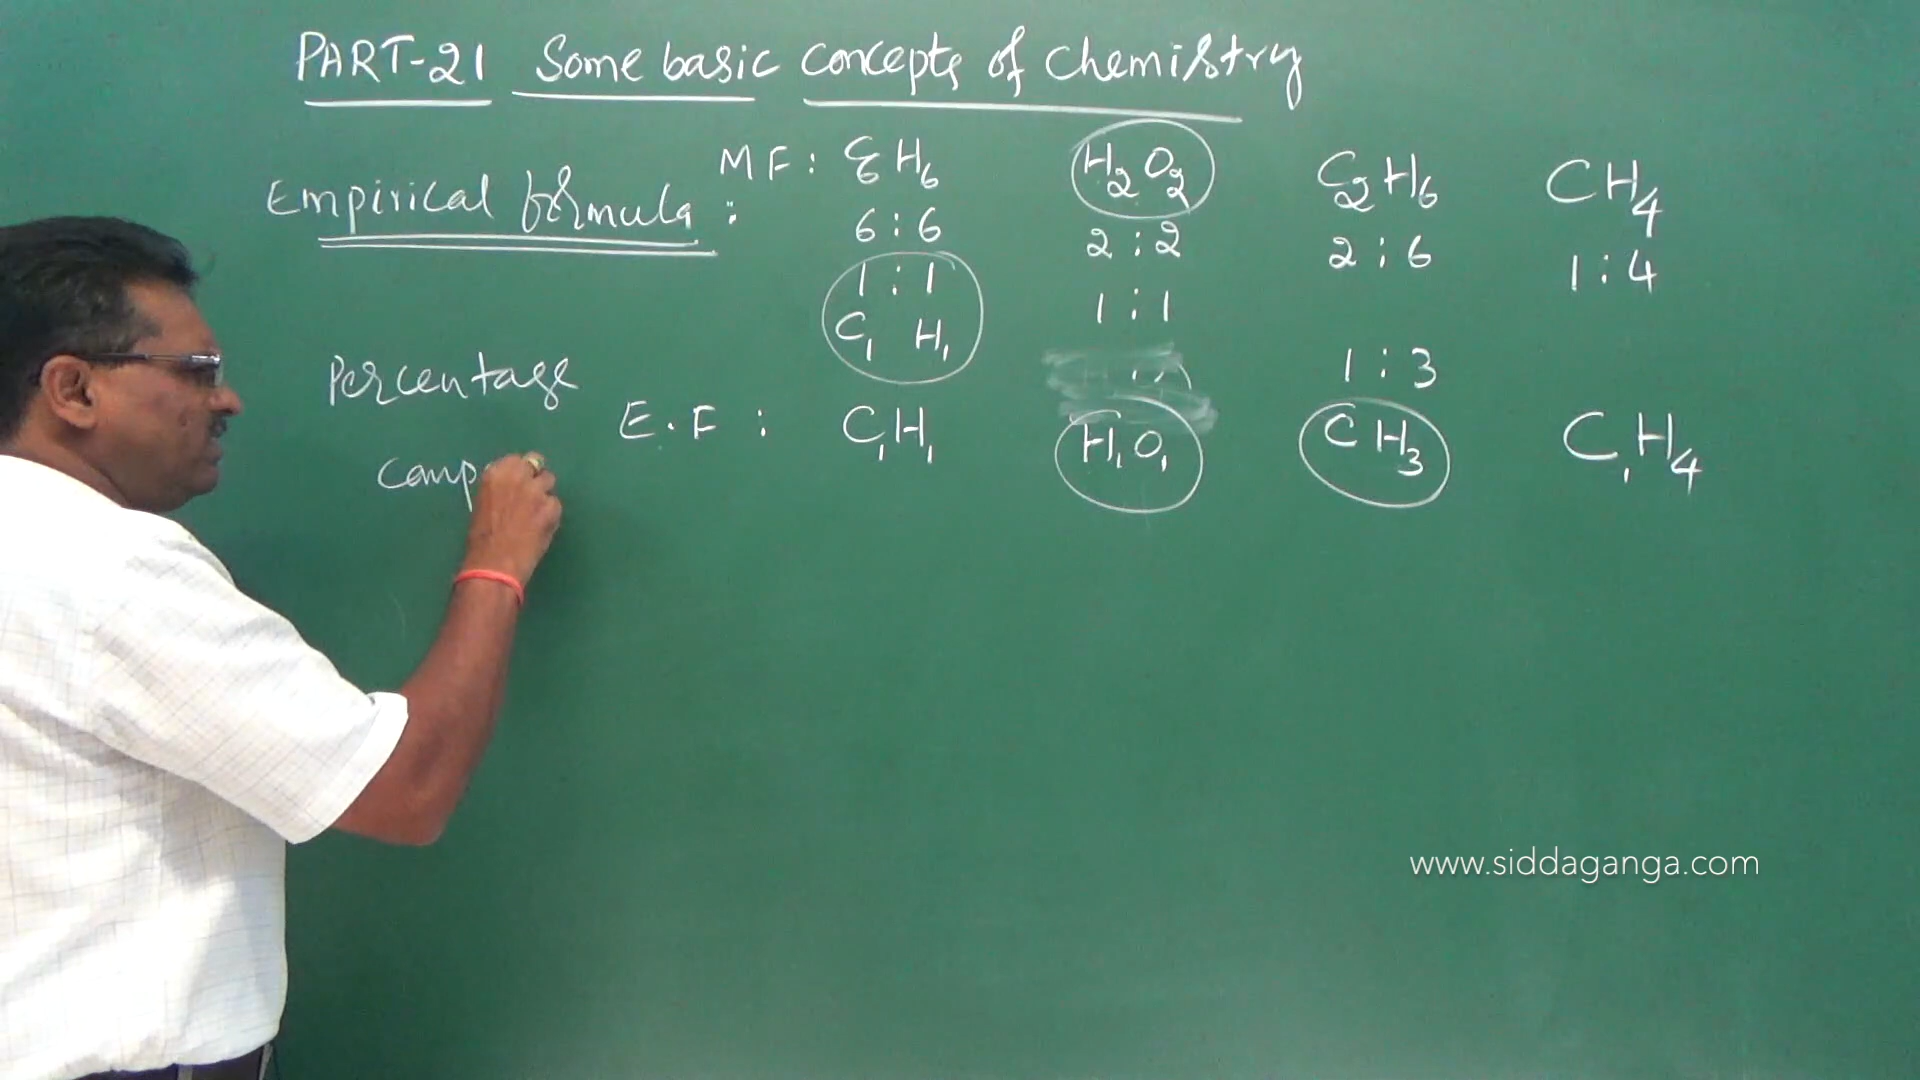 PART-21 Some basic concepts of chemistry
MF: C6H6 H2O2 C2H6 CH4
Empirical formula:
6:6 2:2 2:6 1:4
1:1 1:1
C1 H1
1:3
Percentage
E.F: C1H1 H1O1 CH3 C1H4
comp
www.siddaganga.com